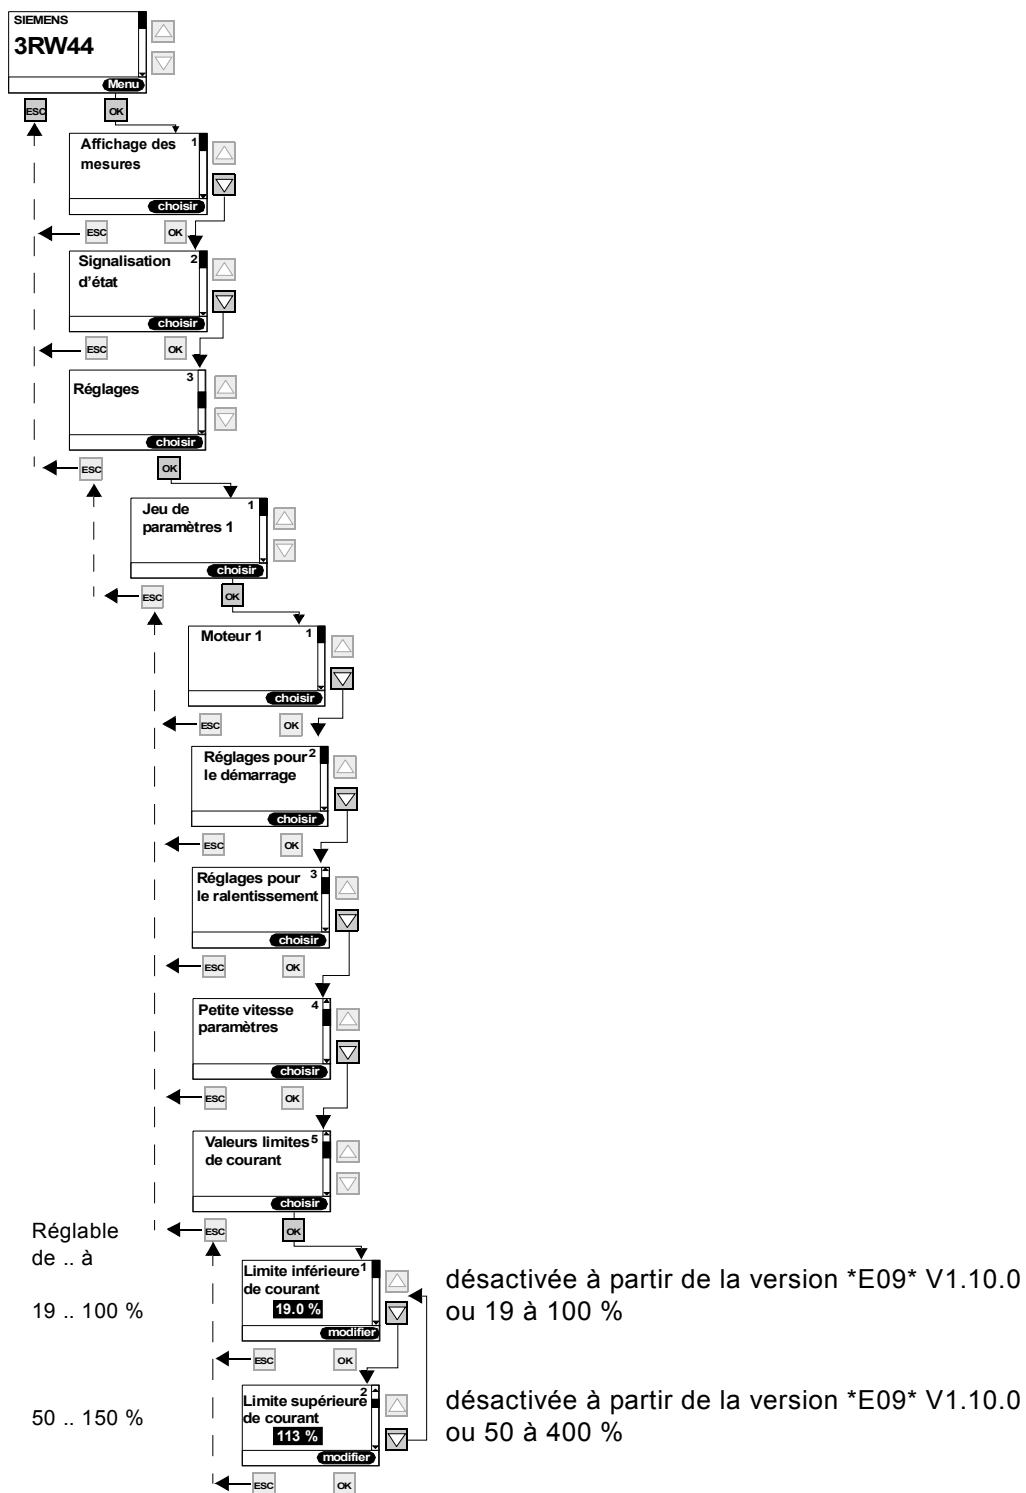 SIEMENS
3RW44
Menu
ESC
OK
Affichage des 1
mesures
choisir
ESC
OK
Signalisation 2
d'état
choisir
ESC
OK
3
Réglages
choisir
ESC
OK
Jeu de 1
paramètres 1
choisir
ESC
OK
Moteur 1 1
choisir
ESC
OK
Réglages pour 2
le démarrage
choisir
ESC
OK
Réglages pour 3
le ralentissement
choisir
ESC
OK
Petite vitesse 4
paramètres
choisir
ESC
OK
Valeurs limites 5
de courant
choisir
ESC
OK
Réglable
de .. à
19 .. 100 %
Limite inférieure 1
de courant
19.0 %
modifier
désactivée à partir de la version *E09* V1.10.0
ou 19 à 100 %
ESC
OK
50 .. 150 %
Limite supérieure 2
de courant
113 %
modifier
désactivée à partir de la version *E09* V1.10.0
ou 50 à 400 %
ESC
OK